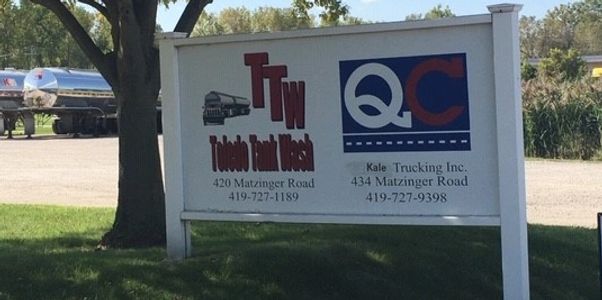 TTW
Toledo Tank Wash
420 Matzinger Road
419-727-1189
QC
Kale Trucking Inc.
434 Matzinger Road
419-727-9398